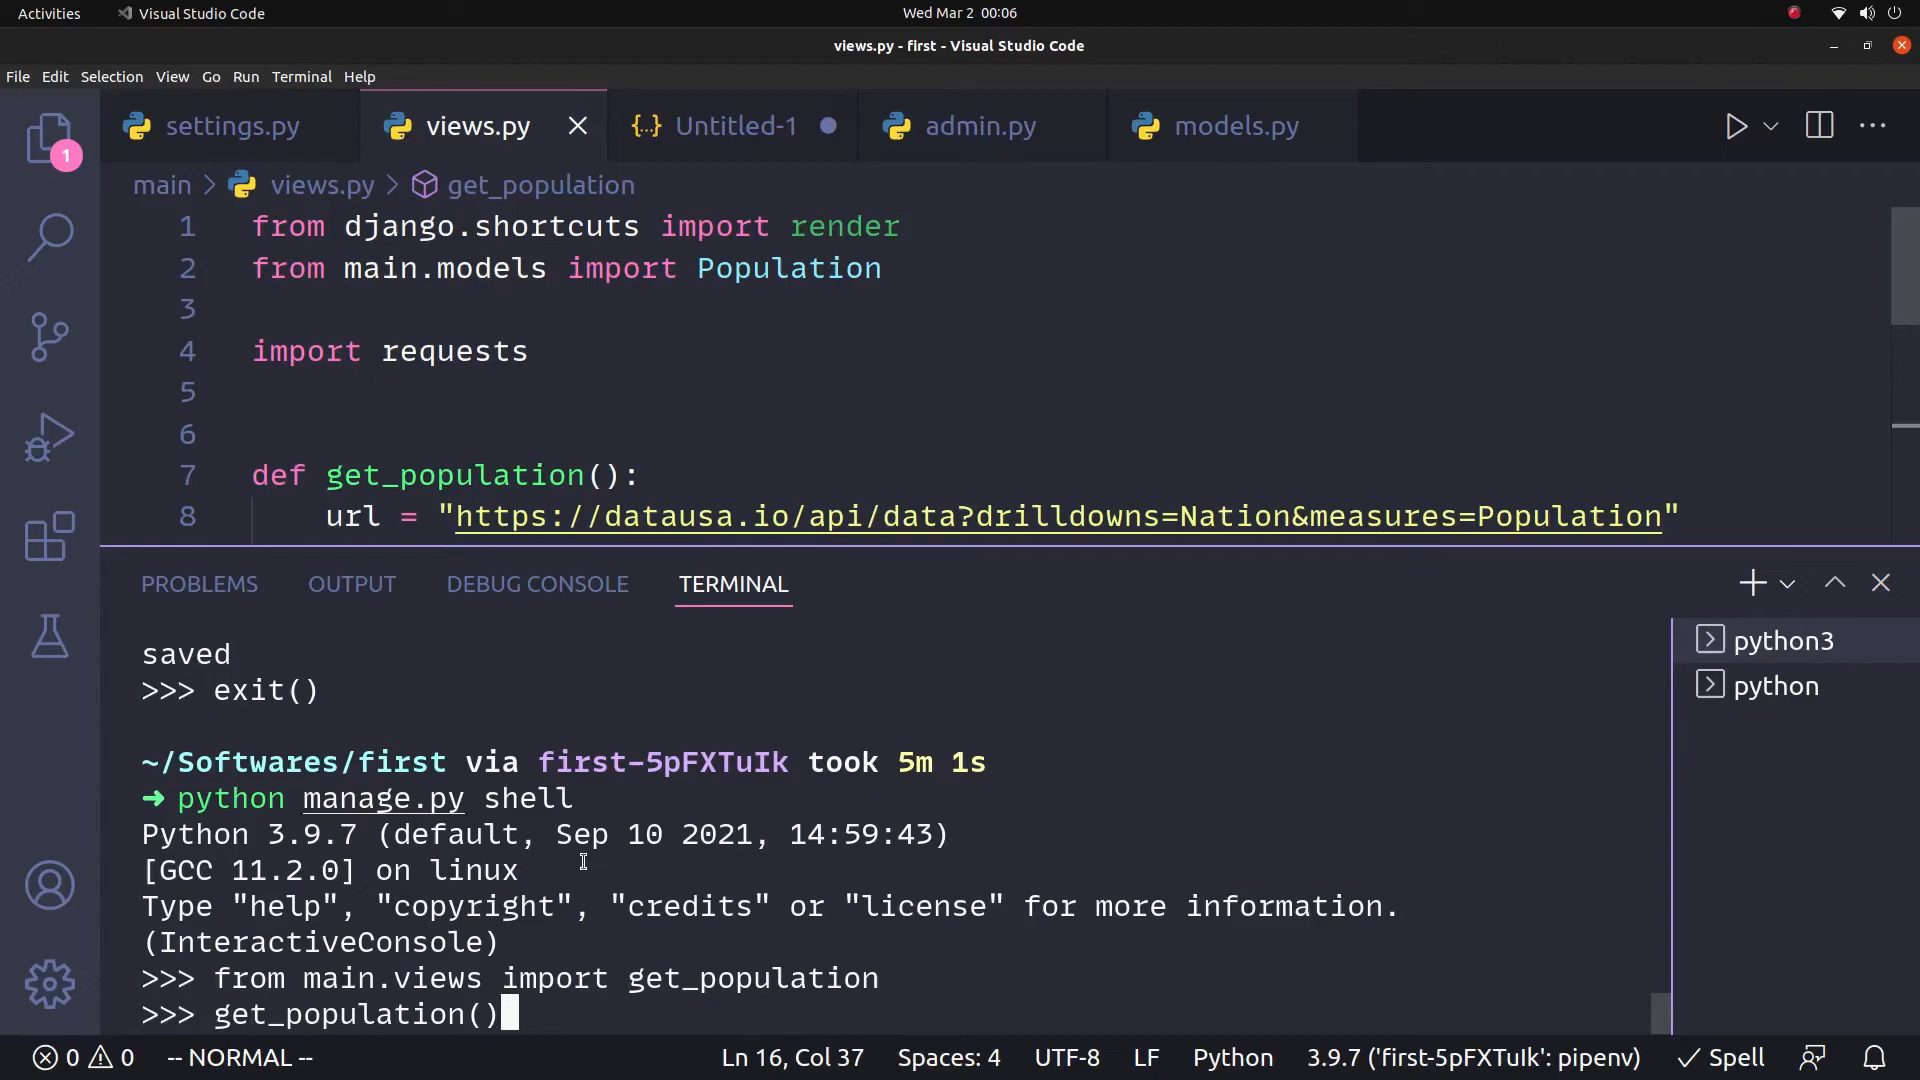 Activities
Visual Studio Code
Wed Mar 2 00:06
views.py - first - Visual Studio Code
File Edit Selection View Go Run Terminal Help
1
settings.py
views.py
{..} Untitled-1
admin.py
models.py
main > views.py > get_population
1 from django.shortcuts import render
2 from main.models import Population
3
4 import requests
5
6
7 def get_population():
8 url = "https://datausa.io/api/data?drilldowns=Nation&measures=Population"
PROBLEMS OUTPUT DEBUG CONSOLE TERMINAL
saved
>>> exit()
~/Softwares/first via first-5pFXTuIk took 5m 1s
➜ python manage.py shell
Python 3.9.7 (default, Sep 10 2021, 14:59:43)
[GCC 11.2.0] on linux
Type "help", "copyright", "credits" or "license" for more information.
(InteractiveConsole)
>>> from main.views import get_population
>>> get_population()
python3
python
0 0 -- NORMAL -- Ln 16, Col 37 Spaces: 4 UTF-8 LF Python 3.9.7 ('first-5pFXTuIk': pipenv) Spell